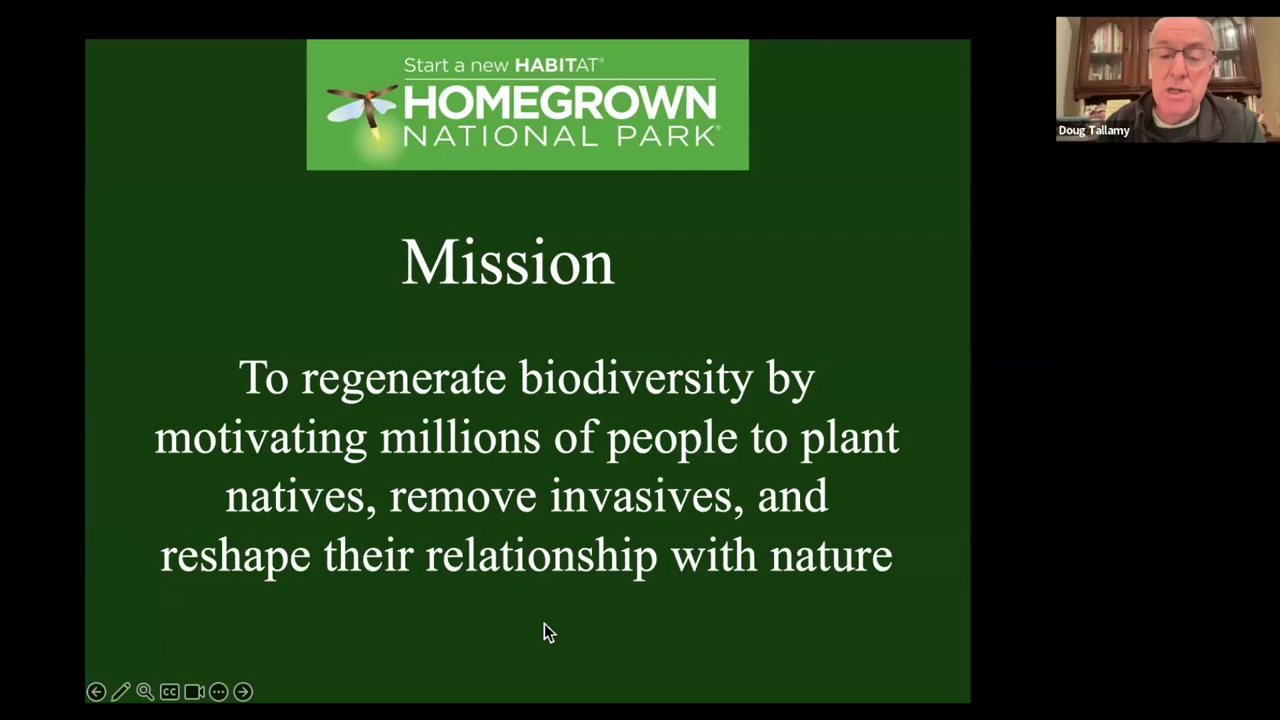 Start a new HABITAT®
HOMEGROWN
NATIONAL PARK®
Doug Tallamy
Mission
To regenerate biodiversity by
motivating millions of people to plant
natives, remove invasives, and
reshape their relationship with nature
CC